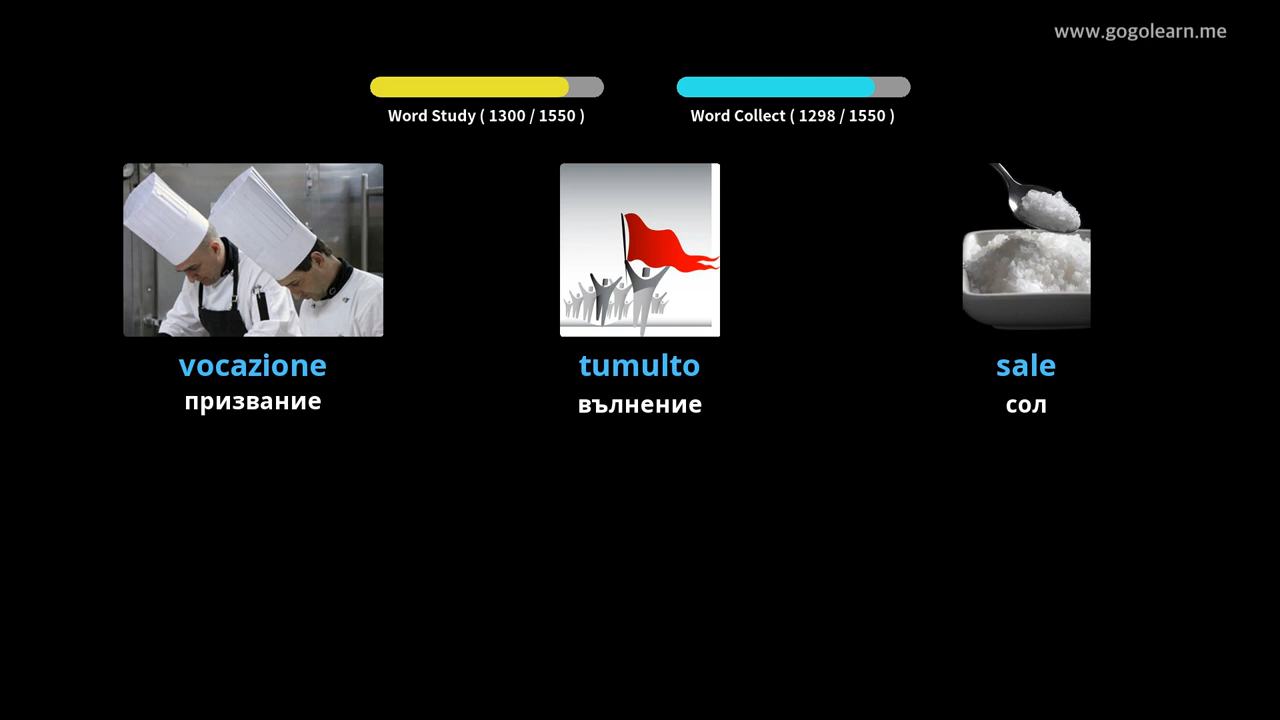 www.gogolearn.me
Word Study ( 1300 / 1550 )
Word Collect ( 1298 / 1550 )
vocazione
призвание
tumulto
вълнение
sale
сол